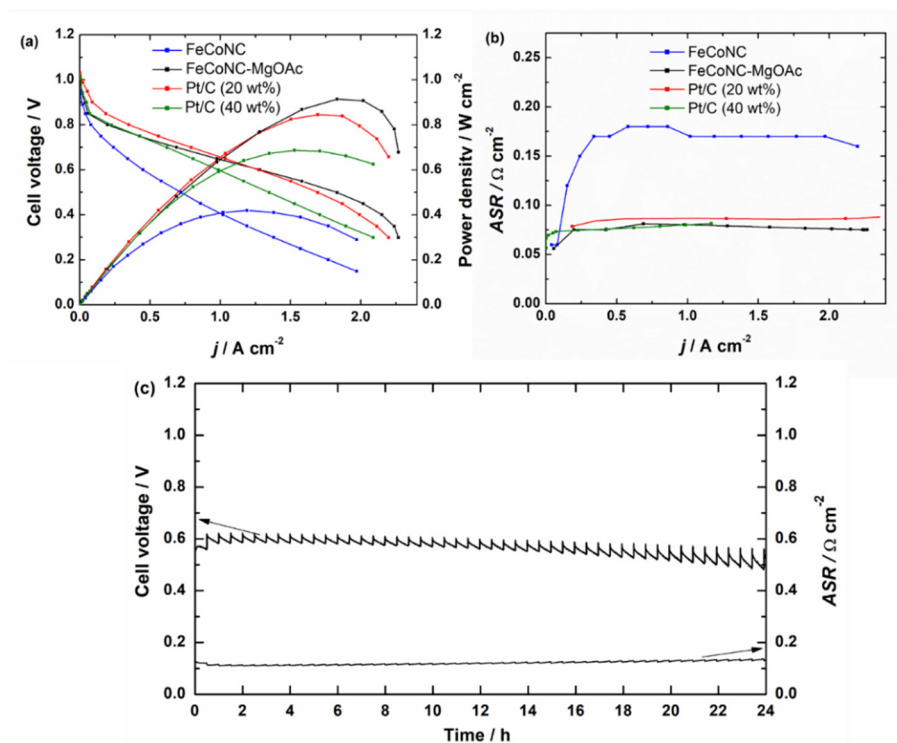 (a)
FeCoNC
FeCoNC-MgOAc
Pt/C (20 wt%)
Pt/C (40 wt%)
Cell voltage / V
1.2
1.0
0.8
0.6
0.4
0.2
0.0
1.2
1.0
0.8
0.6
0.4
0.2
0.0
Power density / W cm-2
0.0 0.5 1.0 1.5 2.0
j / A cm-2
(b)
FeCoNC
FeCoNC-MgOAc
Pt/C (20 wt%)
Pt/C (40 wt%)
ASR / Ω cm-2
0.25
0.20
0.15
0.10
0.05
0.00
0.0 0.5 1.0 1.5 2.0
j / A cm-2
(c)
Cell voltage / V
1.2
1.0
0.8
0.6
0.4
0.2
0.0
1.2
1.0
0.8
0.6
0.4
0.2
0.0
ASR / Ω cm-2
0 2 4 6 8 10 12 14 16 18 20 22 24
Time / h